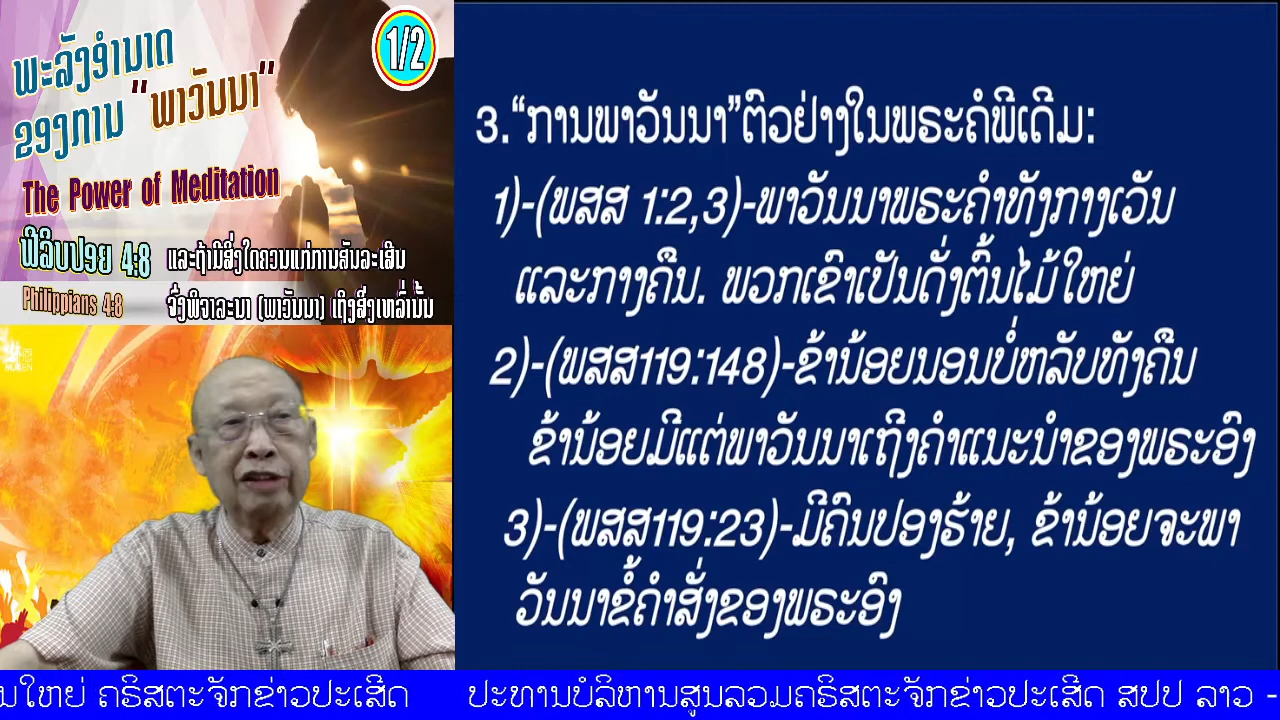 ພະລັງອຳນາດ
ຂອງການ "ພາວັນນາ"
1/2
The Power of Meditation
ຟີລິບປອຍ 4:8
ແລະຖ້າມີສິ່ງໃດຄວນແກ່ການສັນລະເສີນ
Philippians 4:8
ຈົ່ງພິຈາລະນາ (ພາວັນນາ) ເຖິງສິ່ງເຫລົ່ານັ້ນ
3.“ການພາວັນນາ”ຕົວຢ່າງໃນພຣະຄໍາພີເດີມ:
1)-(ພສສ 1:2,3)-ພາວັນນາພຣະຄໍາທັງກາງເວັນ
ແລະກາງຄືນ. ພວກເຂົາເປັນດັ່ງຕົ້ນໄມ້ໃຫຍ່
2)-(ພສສ119:148)-ຂ້ານ້ອຍນອນບໍ່ຫລັບທັງຄືນ
ຂ້ານ້ອຍມີແຕ່ພາວັນນາເຖີງຄໍາແນະນໍາຂອງພຣະອົງ
3)-(ພສສ119:23)-ມີຄົນປອງຮ້າຍ, ຂ້ານ້ອຍຈະພາ
ວັນນາຂໍ້ຄໍາສັ່ງຂອງພຣະອົງ
ນໃຫຍ່ ຄຣິສຕະຈັກຂ່າວປະເສີດ ປະທານບໍລິຫານສູນລວມຄຣິສຕະຈັກຂ່າວປະເສີດ ສປປ ລາວ -